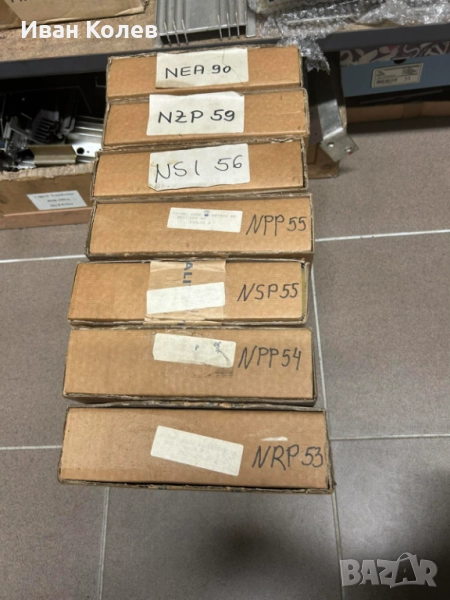 Иван Колев
NEA 90
NZP 59
NSI 56
NPP 55
NSP 55
NPP 54
NRP 53
BAZAR